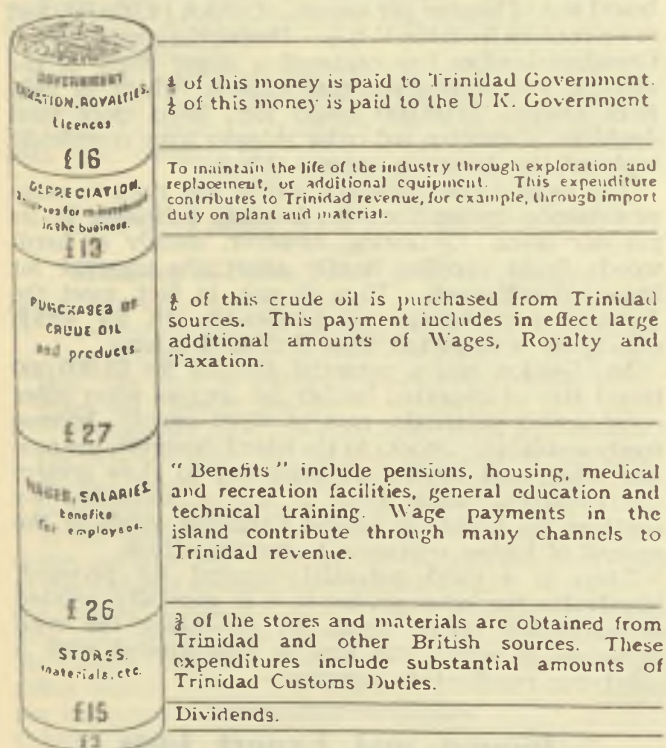 GOVERNMENT
TAXATION, ROYALTIES.
Licences
£16
of this money is paid to Trinidad Government.
of this money is paid to the U K. Government
DEPRECIATION.
in the business.
£13
To maintain the life of the industry through exploration and
replacement, or additional equipment. This expenditure
contributes to Trinidad revenue, for example, through import
duty on plant and material.
PURCHASES OF
CRUDE OIL
and products
£27
of this crude oil is purchased from Trinidad
sources. This payment includes in effect large
additional amounts of Wages, Royalty and
Taxation.
WAGES, SALARIES
benefits
for employees.
£26
" Benefits " include pensions, housing, medical
and recreation facilities, general education and
technical training. Wage payments in the
island contribute through many channels to
Trinidad revenue.
STORES.
materials, etc.
£15
¾ of the stores and materials are obtained from
Trinidad and other British sources. These
expenditures include substantial amounts of
Trinidad Customs Duties.
£3
Dividends.